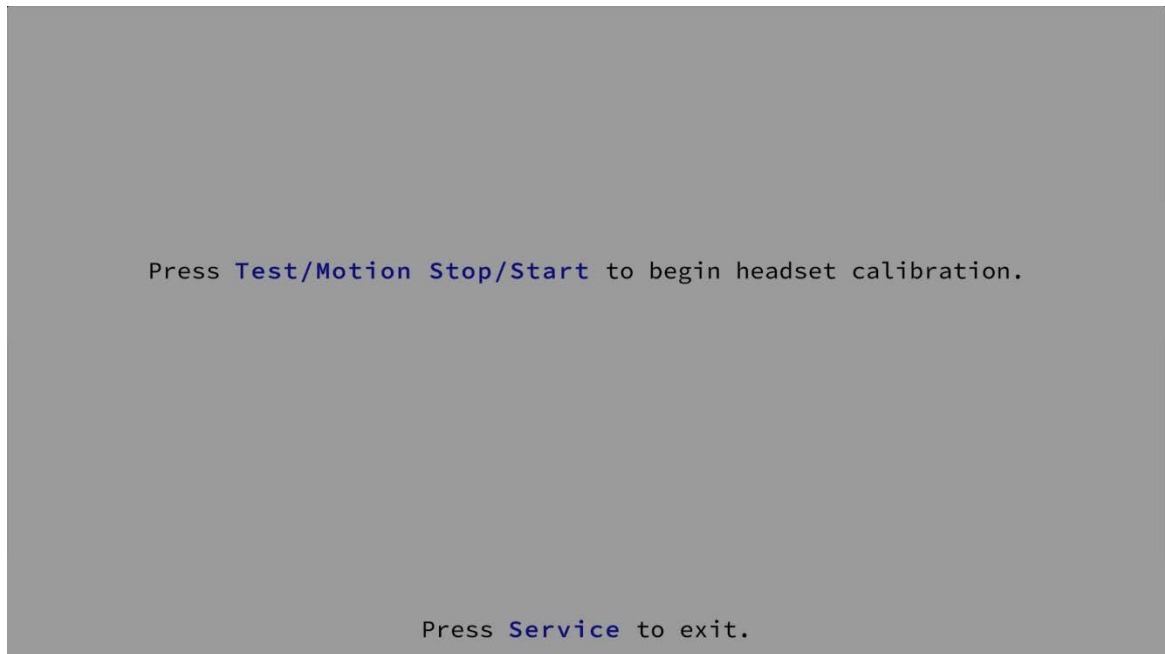 Press Test/Motion Stop/Start to begin headset calibration.
Press Service to exit.